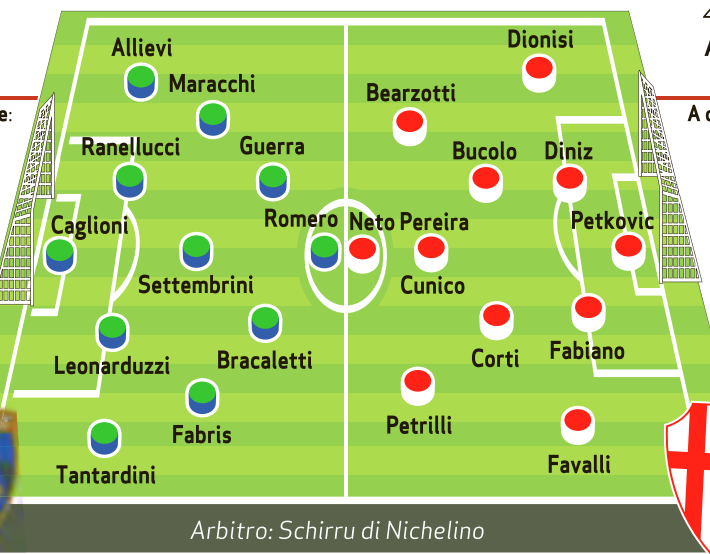 e:
A
Allievi
Maracchi
Ranellucci
Guerra
Caglioni
Romero
Settembrini
Leonarduzzi
Bracaletti
Fabris
Tantardini
Dionisi
Bearzotti
Bucolo
Diniz
Neto Pereira
Petkovic
Cunico
Corti
Fabiano
Petrilli
Favalli
Arbitro: Schirru di Nichelino